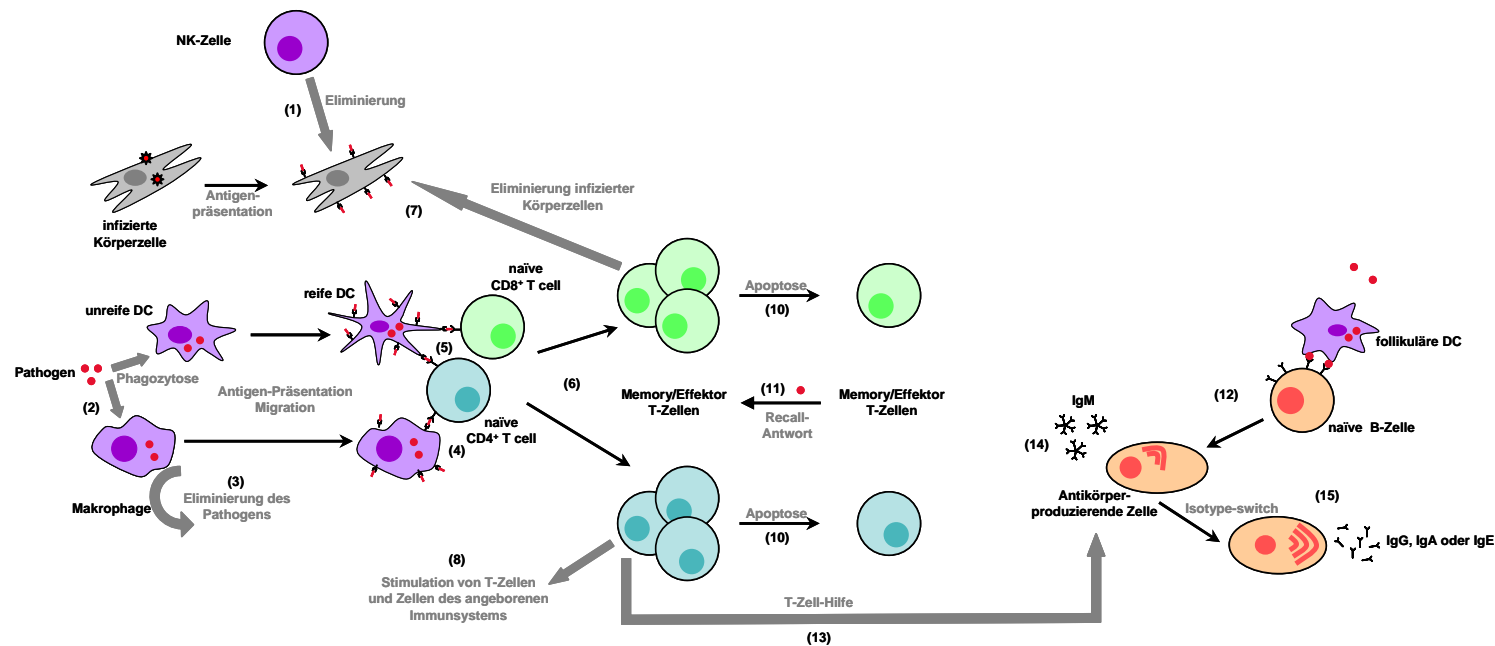 NK-Zelle
(1)
Eliminierung
Antigen-
präsentation
infizierte
Körperzelle
(7)
Eliminierung infizierter
Körperzellen
naïve
CD8+ T cell
reife DC
unreife DC
(5)
Pathogen
Phagozytose
(2)
Antigen-Präsentation
Migration
naïve
CD4+ T cell
(4)
(3)
Makrophage
Eliminierung des
Pathogens
(6)
Apoptose
(10)
Memory/Effektor
T-Zellen
(11)
Recall-
Antwort
Memory/Effektor
T-Zellen
Apoptose
(10)
(8)
Stimulation von T-Zellen
und Zellen des angeborenen
Immunsystems
T-Zell-Hilfe
(13)
follikuläre DC
(12)
naïve B-Zelle
IgM
(14)
Antikörper-
produzierende Zelle
Isotype-switch
(15)
IgG, IgA oder IgE